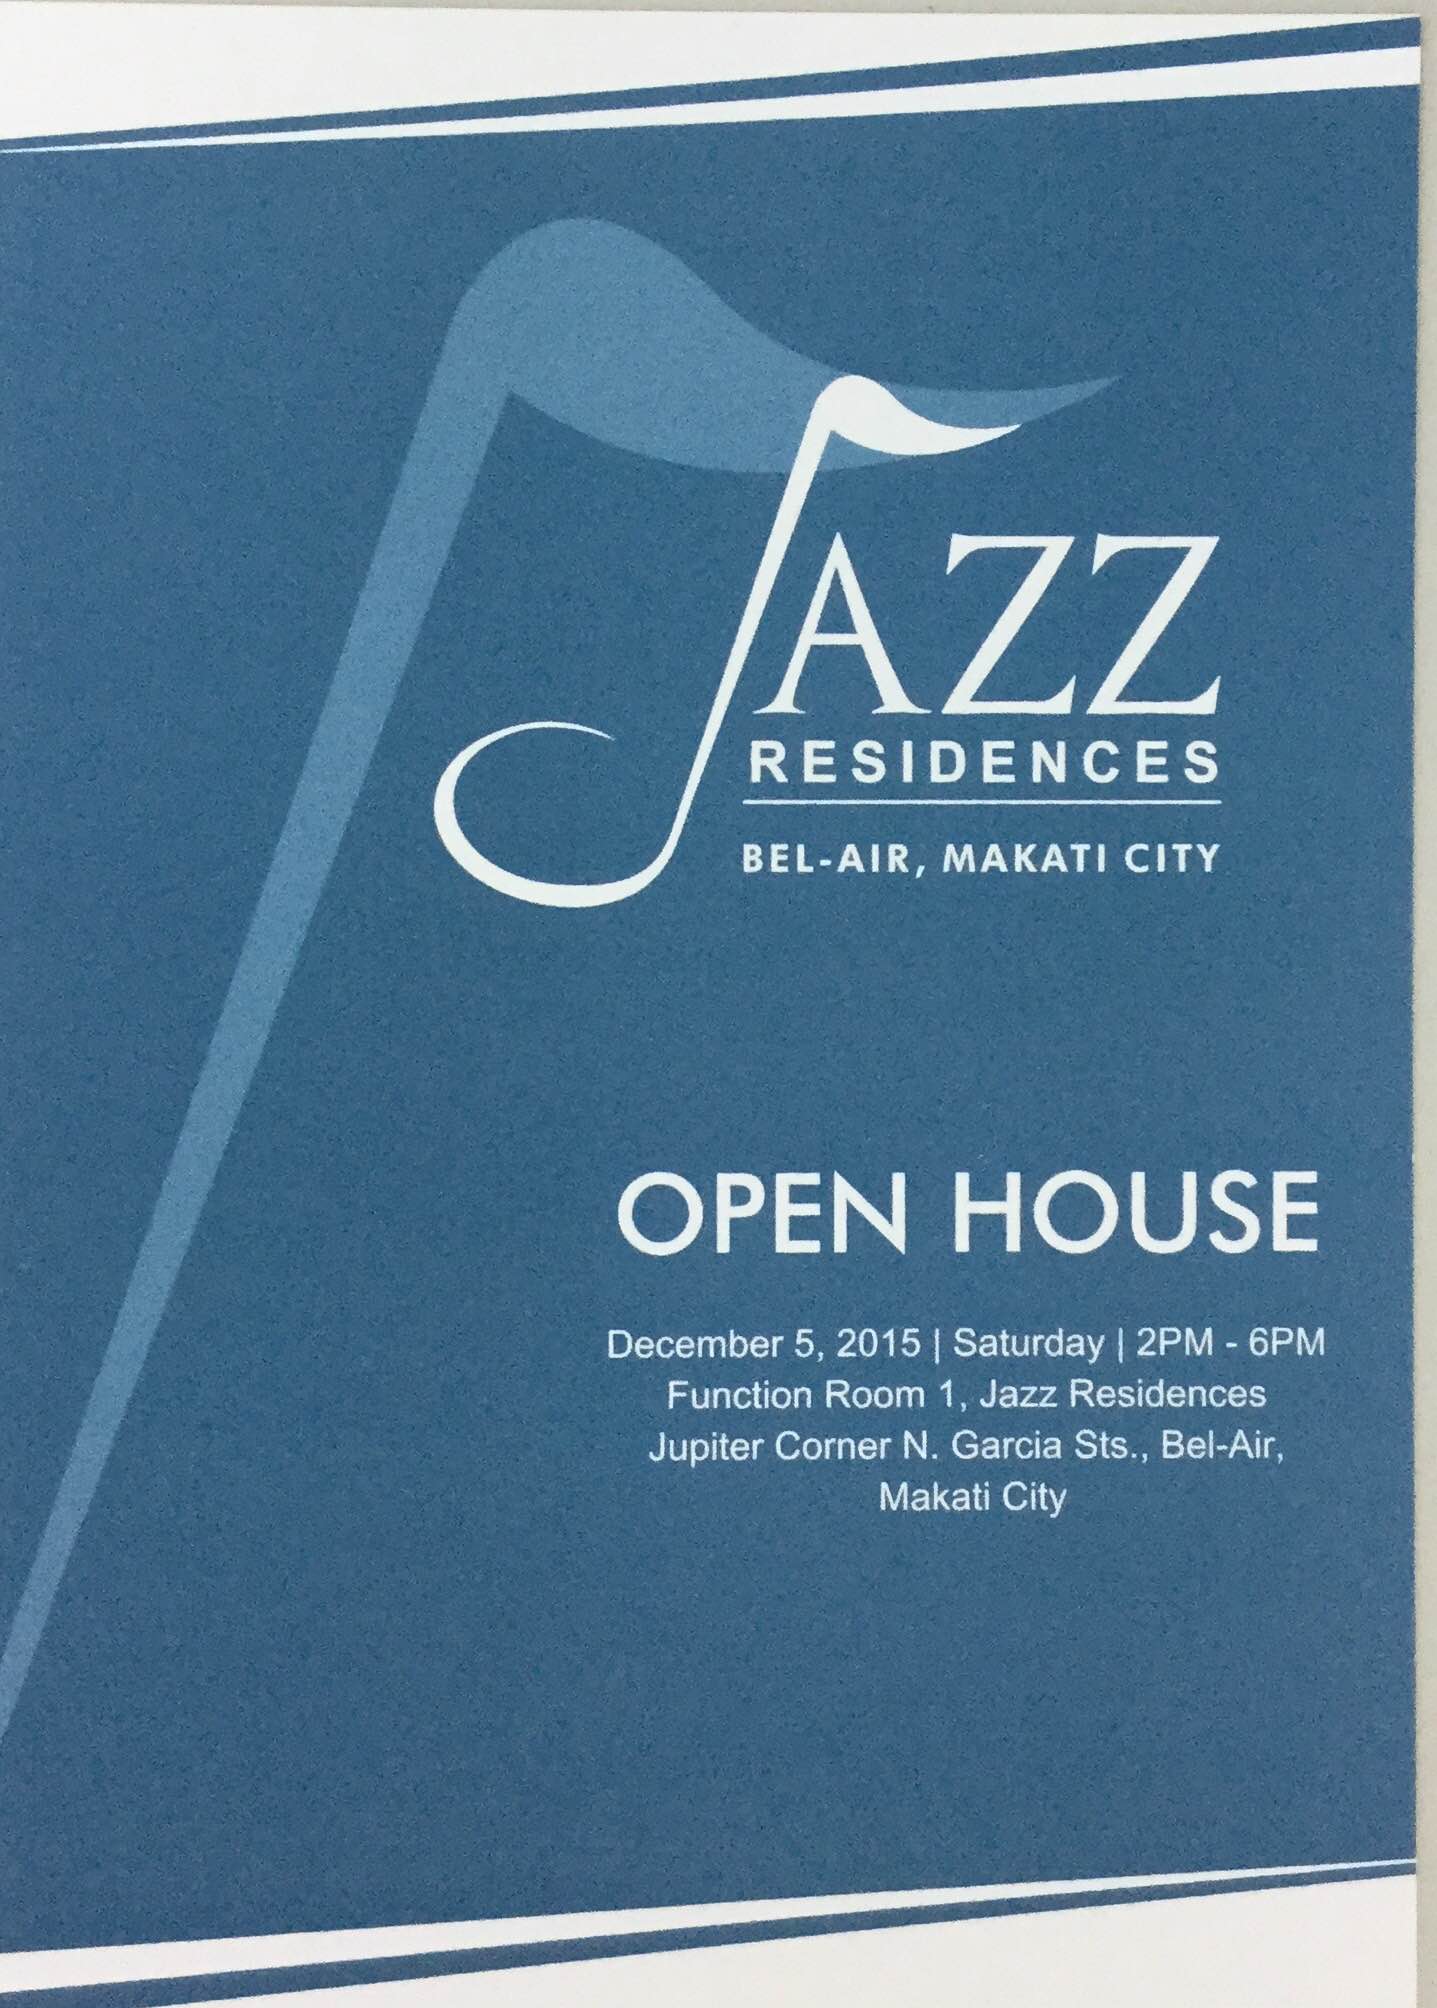 JAZZ
RESIDENCES
BEL-AIR, MAKATI CITY
OPEN HOUSE
December 5, 2015 | Saturday | 2PM - 6PM
Function Room 1, Jazz Residences
Jupiter Corner N. Garcia Sts., Bel-Air,
Makati City